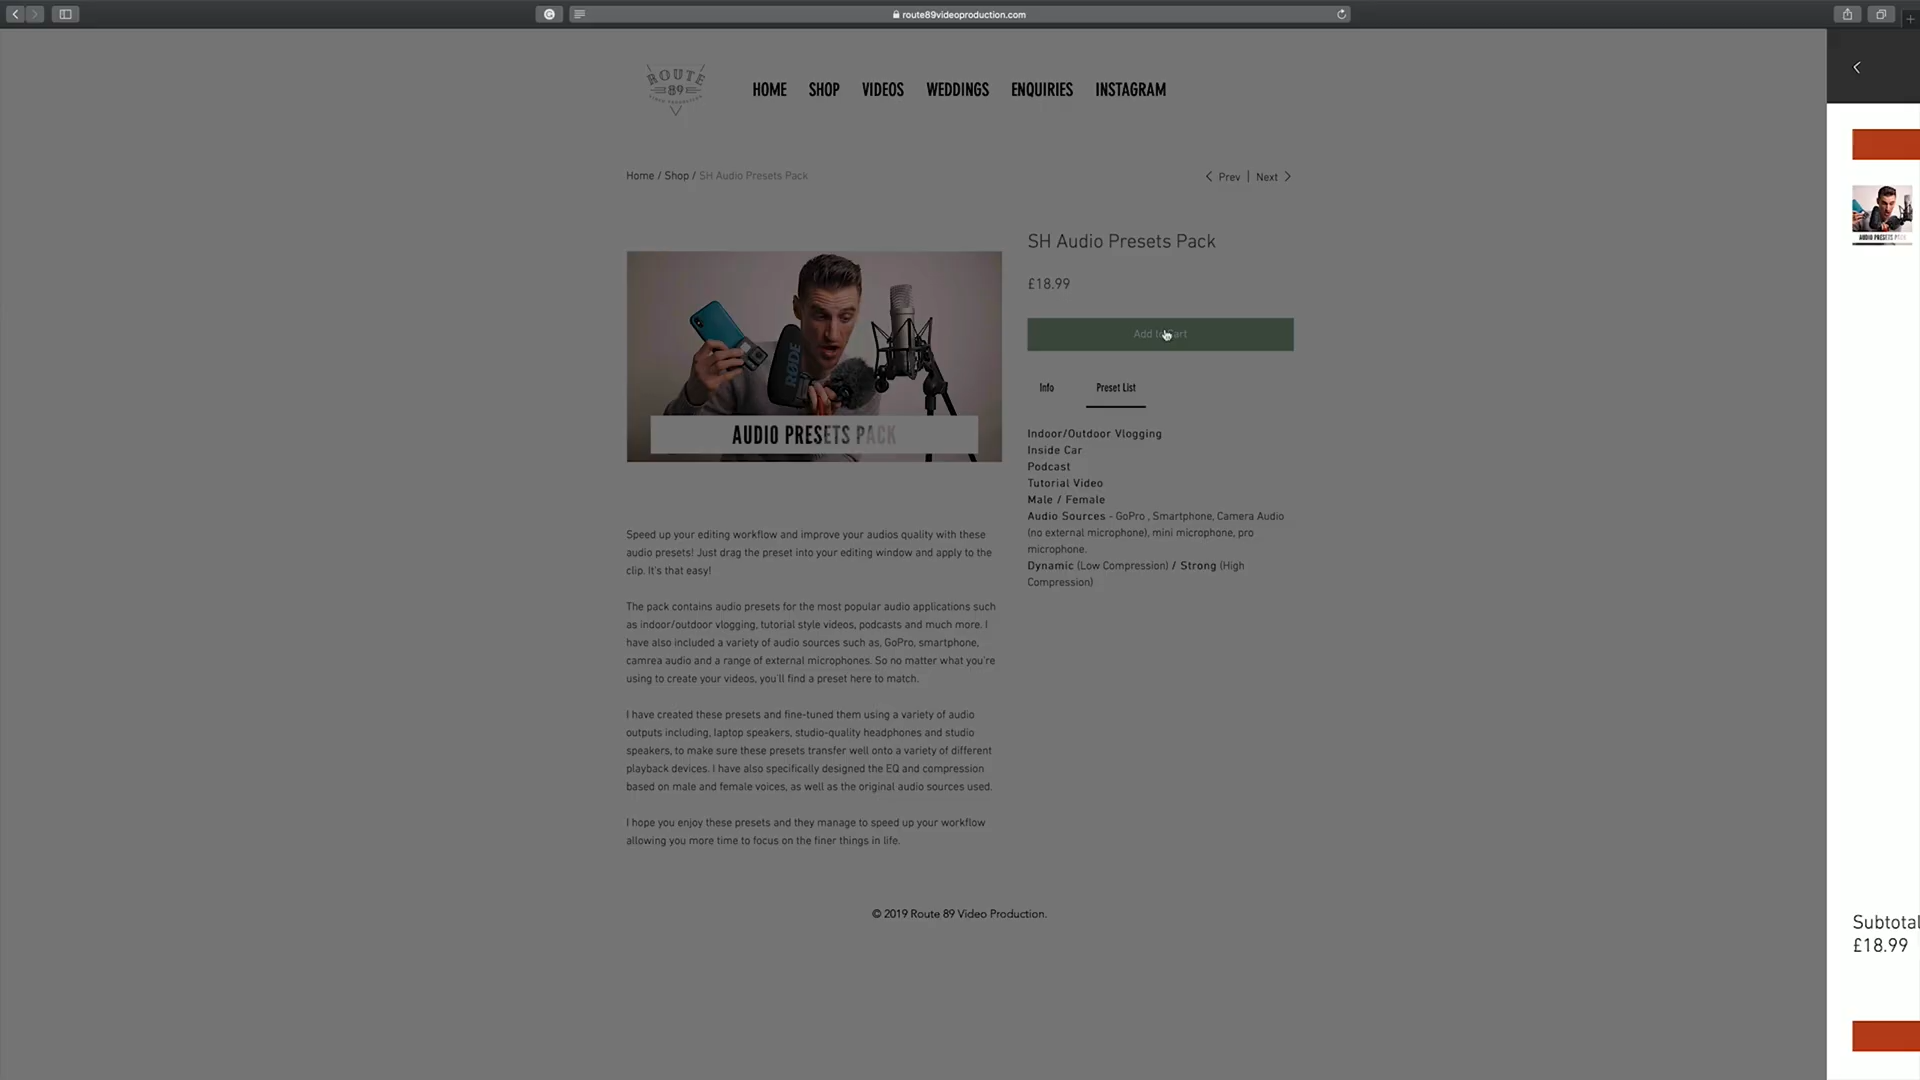 route89videoproduction.com
ROUTE
89
HOME
SHOP
VIDEOS
WEDDINGS
ENQUIRIES
INSTAGRAM
Home / Shop / SH Audio Presets Pack
Prev | Next
SH Audio Presets Pack
£18.99
Add to Cart
RØDE
AUDIO PRESETS PACK
Info
Preset List
Indoor/Outdoor Vlogging
Inside Car
Podcast
Tutorial Video
Male / Female
Audio Sources - GoPro , Smartphone, Camera Audio
(no external microphone), mini microphone, pro
microphone.
Dynamic (Low Compression) / Strong (High
Compression)
Speed up your editing workflow and improve your audios quality with these
audio presets! Just drag the preset into your editing window and apply to the
clip. It's that easy!
The pack contains audio presets for the most popular audio applications such
as indoor/outdoor vlogging, tutorial style videos, podcasts and much more. I
have also included a variety of audio sources such as, GoPro, smartphone,
camrea audio and a range of external microphones. So no matter what you're
using to create your videos, you'll find a preset here to match.
I have created these presets and fine-tuned them using a variety of audio
outputs including, laptop speakers, studio-quality headphones and studio
speakers, to make sure these presets transfer well onto a variety of different
playback devices. I have also specifically designed the EQ and compression
based on male and female voices, as well as the original audio sources used.
I hope you enjoy these presets and they manage to speed up your workflow
allowing you more time to focus on the finer things in life.
© 2019 Route 89 Video Production.
AUDIO PRESETS PACK
Subtotal
£18.99